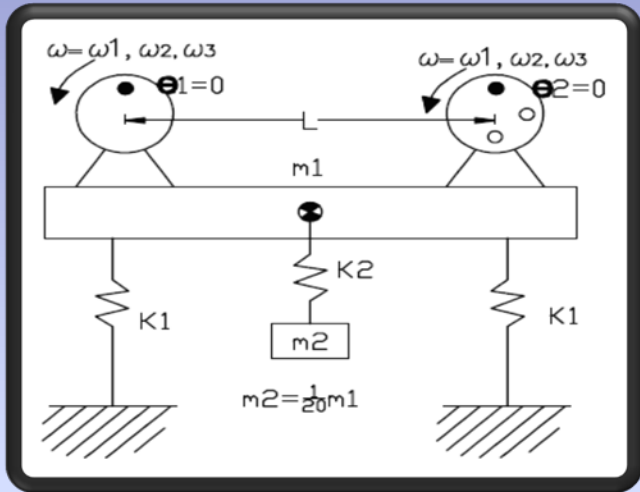 ω= ω1, ω2, ω3
ω= ω1, ω2, ω3
Θ1=0
Θ2=0
L
m1
K2
K1
K1
m2
m2=1/20m1